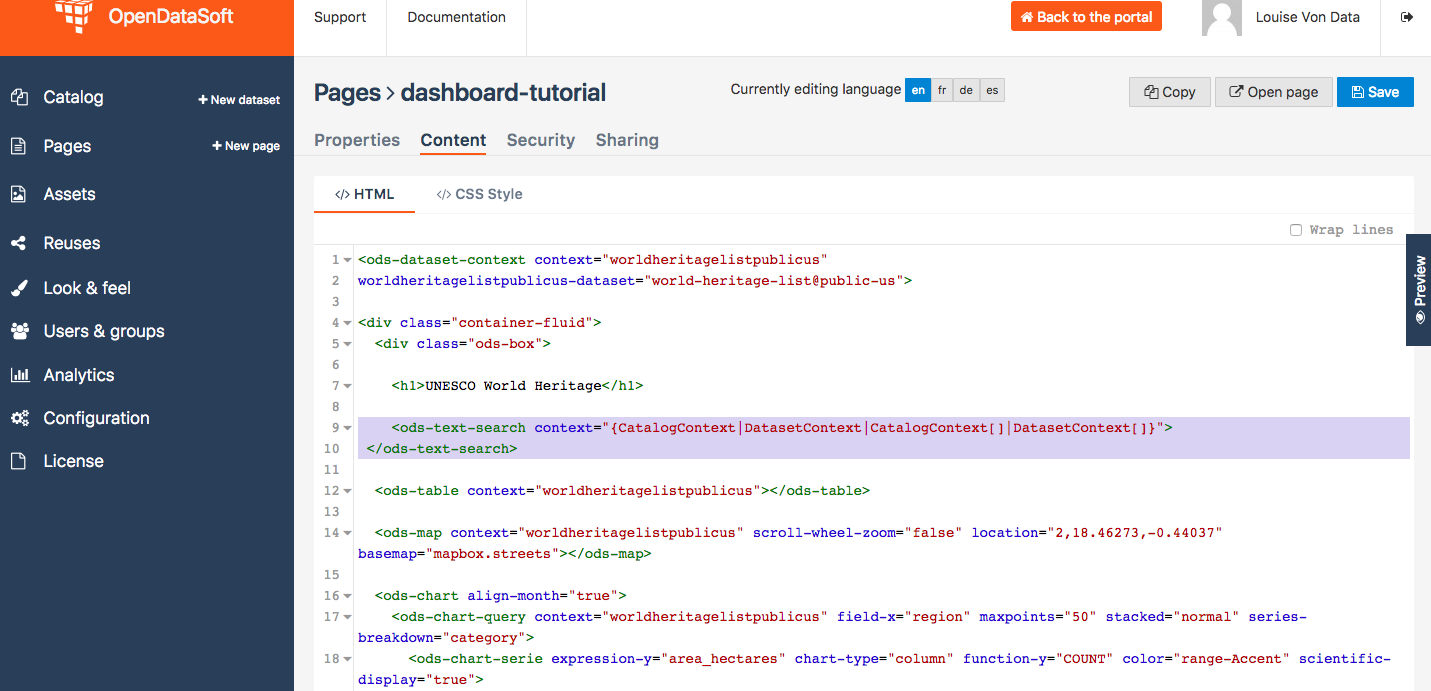 OpenDataSoft
Support
Documentation
Back to the portal
Louise Von Data
Catalog
+ New dataset
Pages
+ New page
Assets
Reuses
Look & feel
Users & groups
Analytics
Configuration
License
Pages > dashboard-tutorial
Currently editing language en fr de es
Copy
Open page
Save
Properties Content Security Sharing
</> HTML </> CSS Style
Wrap lines
Preview
1 <ods-dataset-context context="worldheritagelistpublicus"
2 worldheritagelistpublicus-dataset="world-heritage-list@public-us">
3
4 <div class="container-fluid">
5 <div class="ods-box">
6
7 <h1>UNESCO World Heritage</h1>
8
9 <ods-text-search context="{CatalogContext|DatasetContext|CatalogContext[]|DatasetContext[]}">
10 </ods-text-search>
11
12 <ods-table context="worldheritagelistpublicus"></ods-table>
13
14 <ods-map context="worldheritagelistpublicus" scroll-wheel-zoom="false" location="2,18.46273,-0.44037"
basemap="mapbox.streets"></ods-map>
15
16 <ods-chart align-month="true">
17 <ods-chart-query context="worldheritagelistpublicus" field-x="region" maxpoints="50" stacked="normal" series-
breakdown="category">
18 <ods-chart-serie expression-y="area_hectares" chart-type="column" function-y="COUNT" color="range-Accent" scientific-
display="true">